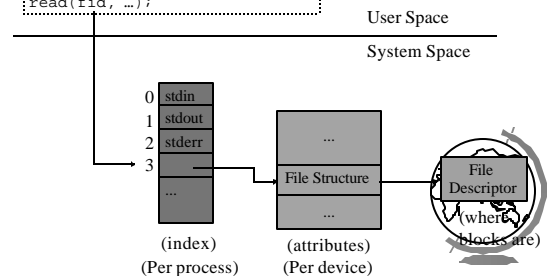 read(fid, …);
User Space
System Space
0 stdin
1 stdout
2 stderr
3
...
...
File Structure
...
File
Descriptor
(where
blocks are)
(index)
(Per process)
(attributes)
(Per device)